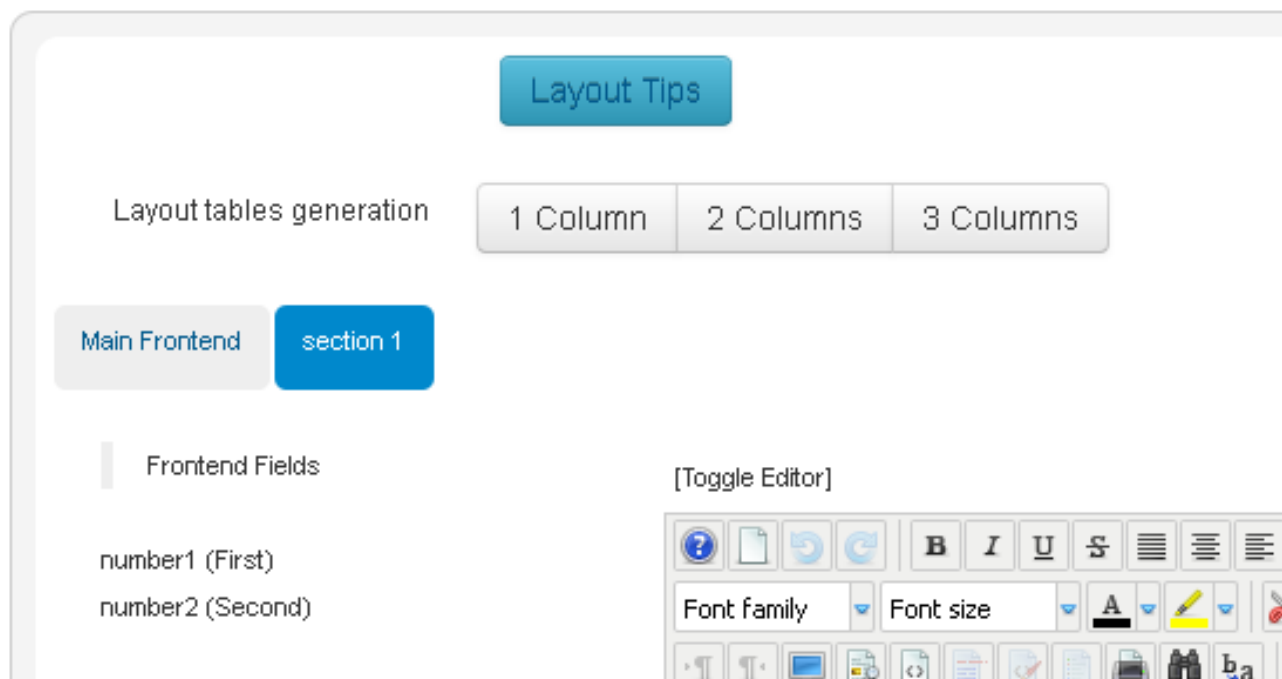 Layout Tips
Layout tables generation
1 Column 2 Columns 3 Columns
Main Frontend section 1
Frontend Fields
[Toggle Editor]
number1 (First)
number2 (Second)
B I U S
Font family Font size A
b a